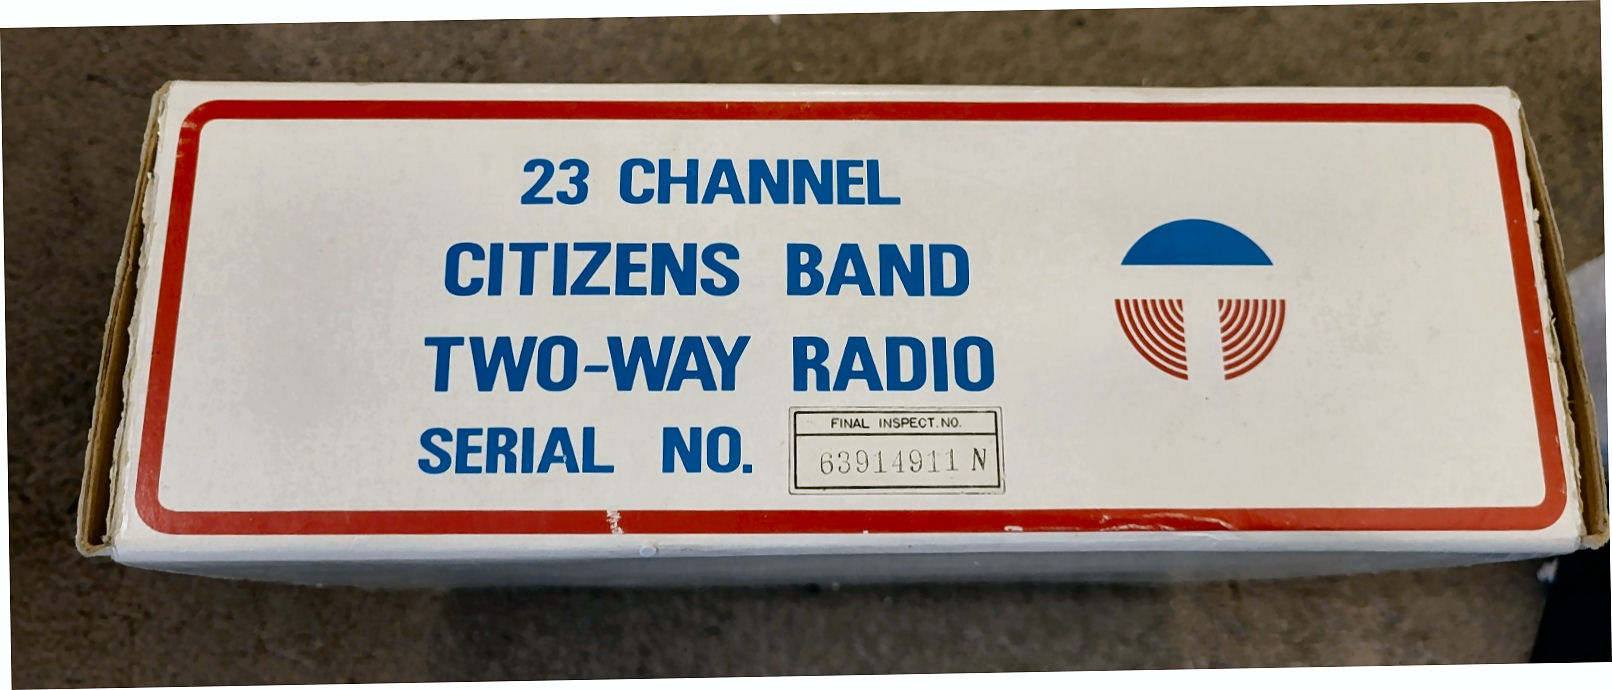 23 CHANNEL
CITIZENS BAND
TWO-WAY RADIO
SERIAL NO.
FINAL INSPECT. NO.
63914911 N